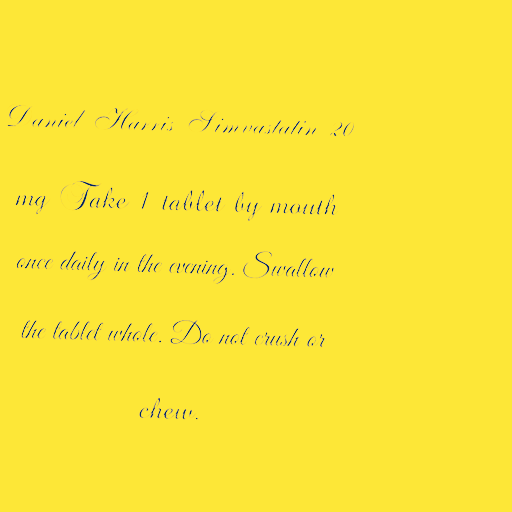 Daniel Harris Simvastatin 20
mg Take 1 tablet by mouth
once daily in the evening. Swallow
the tablet whole. Do not crush or
chew.